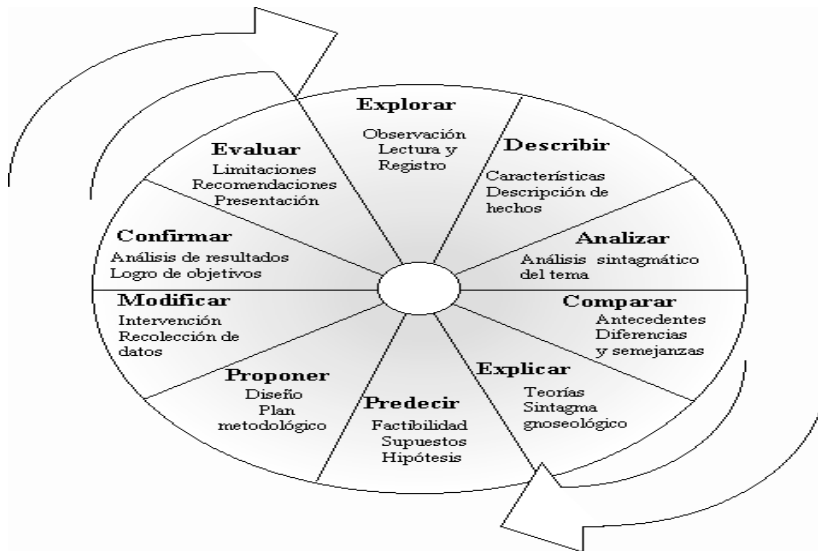 Explorar
Observación
Lectura y
Registro
Describir
Características
Descripción de
hechos
Analizar
Análisis sintagmático
del tema
Comparar
Antecedentes
Diferencias
y semejanzas
Explicar
Teorías
Sintagma
gnoseológico
Predecir
Factibilidad
Supuestos
Hipótesis
Proponer
Diseño
Plan
metodológico
Modificar
Intervención
Recolección de
datos
Confirmar
Análisis de resultados
Logro de objetivos
Evaluar
Limitaciones
Recomendaciones
Presentación